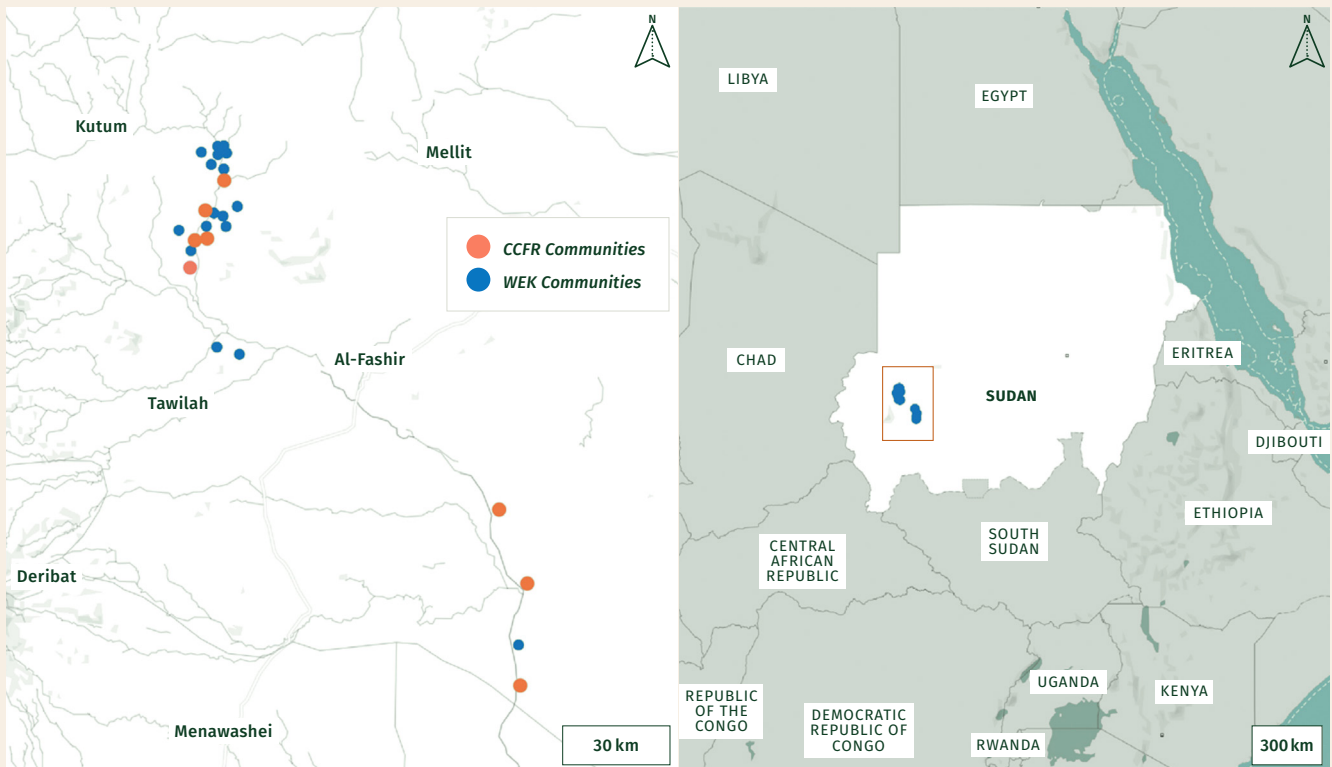 N
Kutum
Mellit
CCFR Communities
WEK Communities
Al-Fashir
Tawilah
Deribat
Menawashei
30 km
N
LIBYA
EGYPT
CHAD
ERITREA
SUDAN
DJIBOUTI
ETHIOPIA
SOUTH
SUDAN
CENTRAL
AFRICAN
REPUBLIC
UGANDA
KENYA
REPUBLIC
OF THE
CONGO
DEMOCRATIC
REPUBLIC OF
CONGO
RWANDA
300 km